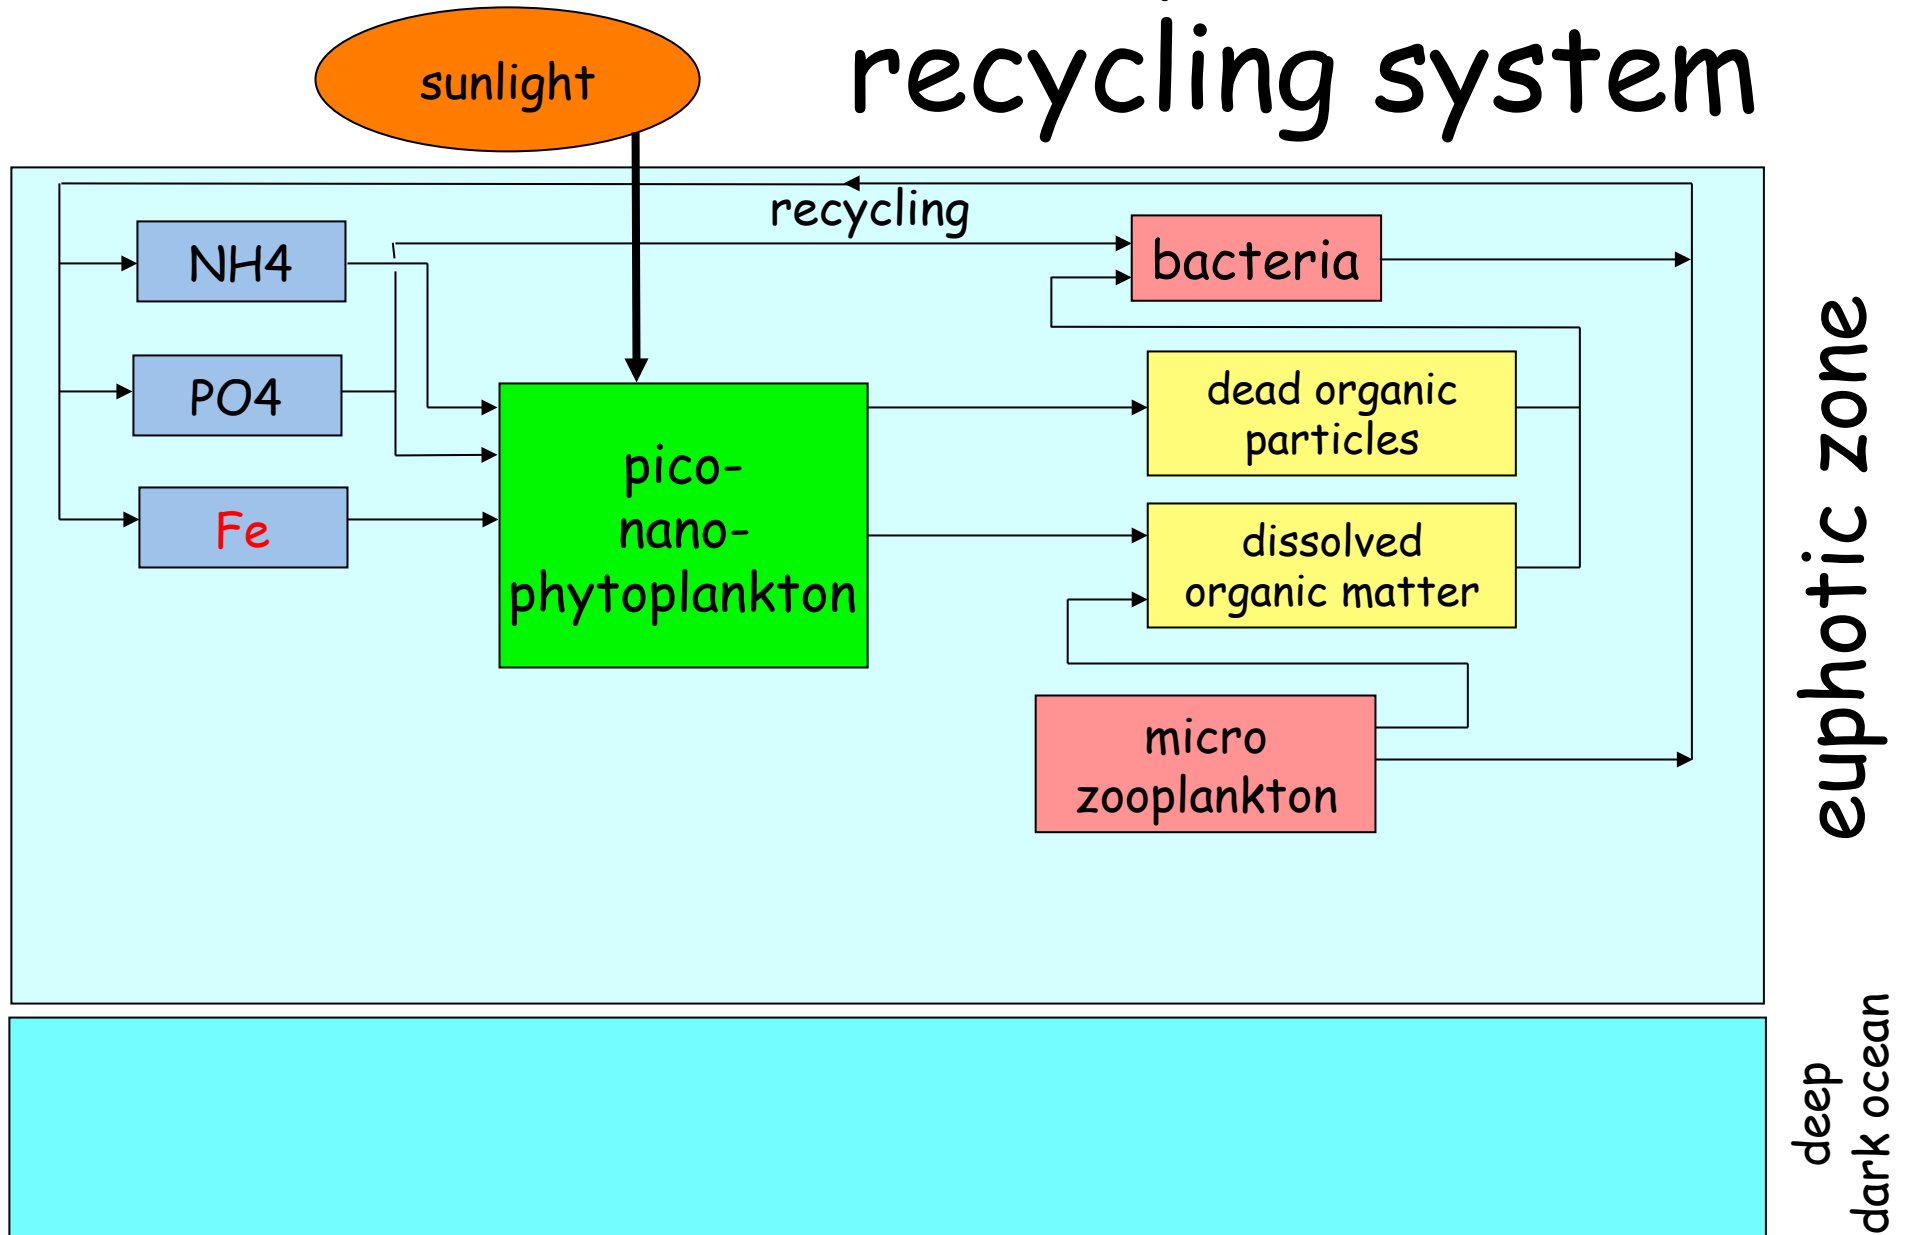 recycling system
sunlight
recycling
NH4
bacteria
PO4
dead organic
particles
pico-
nano-
phytoplankton
Fe
dissolved
organic matter
micro
zooplankton
euphotic zone
deep
dark ocean